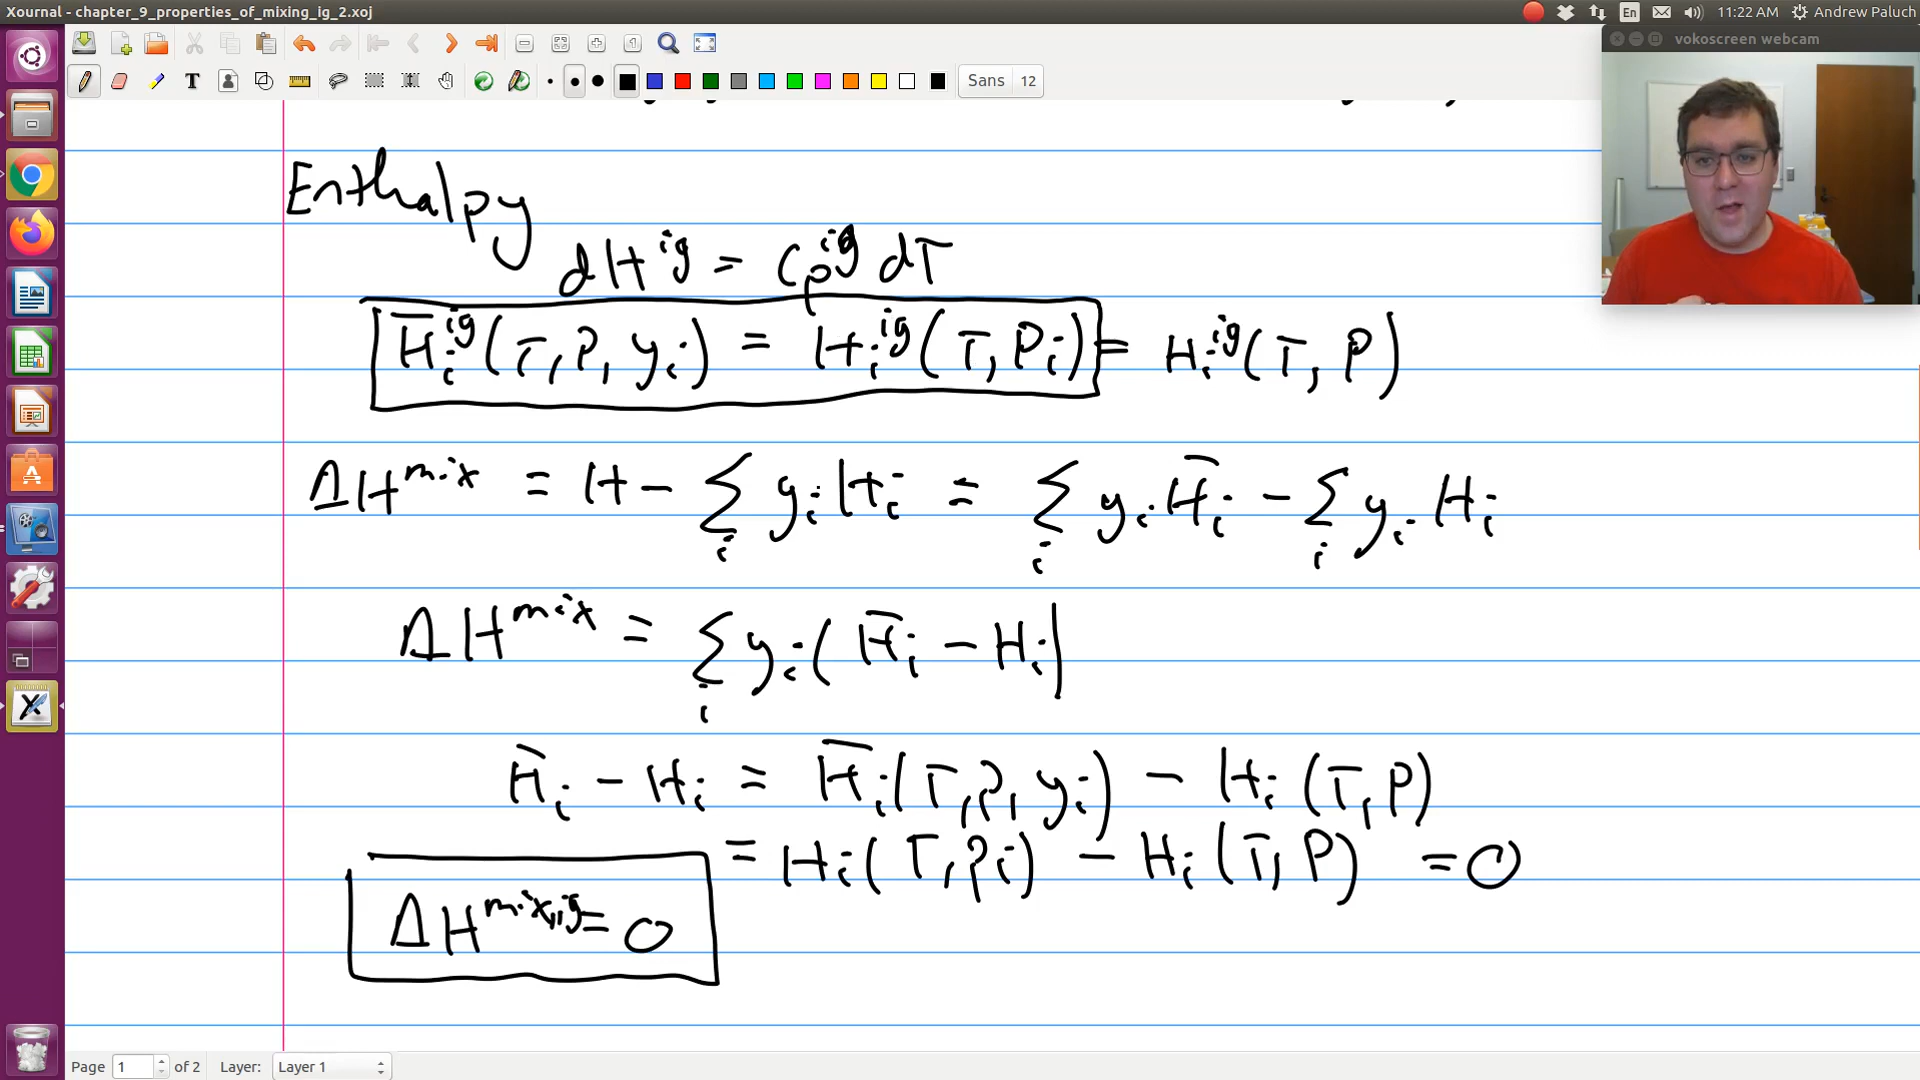 Xournal - chapter_9_properties_of_mixing_ig_2.xoj
En 11:22 AM Andrew Paluch
vokoscreen webcam
Sans 12
Enthalpy
dH^ig = Cp^ig dT
H̄i^ig (T, P, yi) = Hi^ig (T, Pi) = Hi^ig (T, P)
ΔH^mix = H - Σi yi Hi = Σi yi H̄i - Σi yi Hi
ΔH^mix = Σi yi ( H̄i - Hi )
H̄i - Hi = H̄i (T, P, yi) - Hi (T, P)
= Hi (T, Pi) - Hi (T, P) = 0
ΔH^mix,ig = 0
Page 1 of 2 Layer: Layer 1